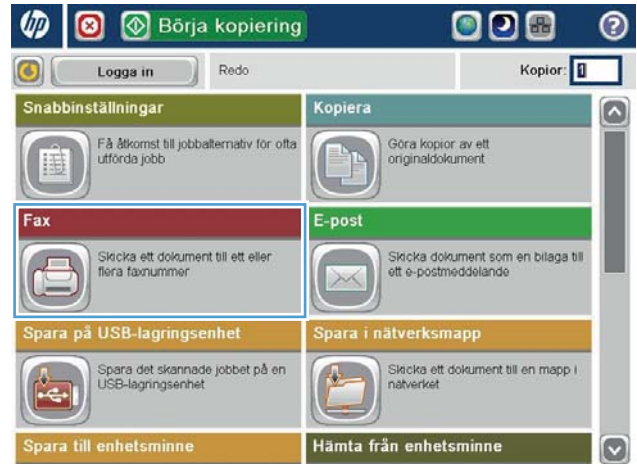 hp Börja kopiering ?
Logga in Redo Kopior: 1
Snabbinställningar
Få åtkomst till jobbalternativ för ofta
utförda jobb
Kopiera
Göra kopior av ett
originaldokument
Fax
Skicka ett dokument till ett eller
flera faxnummer
E-post
Skicka dokument som en bilaga till
ett e-postmeddelande
Spara på USB-lagringsenhet
Spara det skannade jobbet på en
USB-lagringsenhet
Spara i nätverksmapp
Skicka ett dokument till en mapp i
nätverket
Spara till enhetsminne
Hämta från enhetsminne